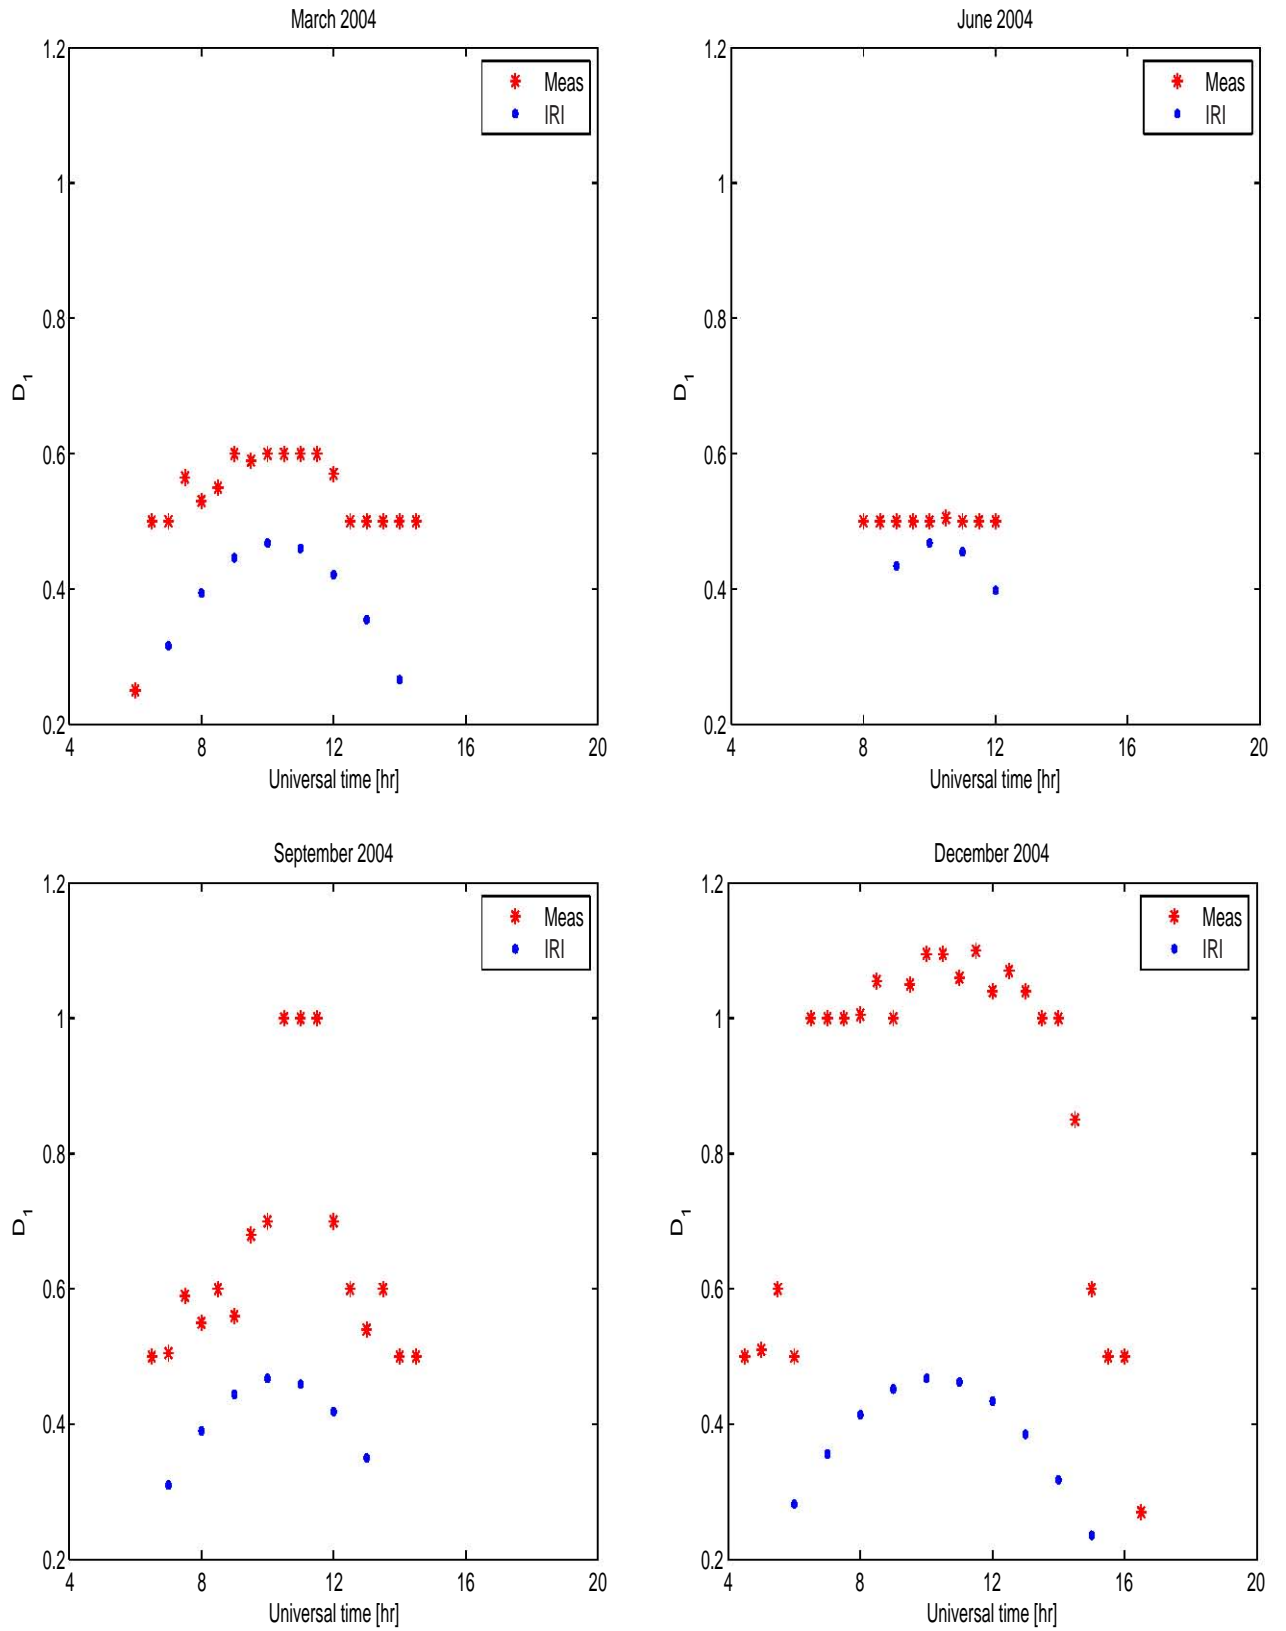 March 2004
1.2
1
0.8
0.6
0.4
0.2
D1
4 8 12 16 20
Universal time [hr]
Meas
IRI
June 2004
1.2
1
0.8
0.6
0.4
0.2
D1
4 8 12 16 20
Universal time [hr]
Meas
IRI
September 2004
1.2
1
0.8
0.6
0.4
0.2
D1
4 8 12 16 20
Universal time [hr]
Meas
IRI
December 2004
1.2
1
0.8
0.6
0.4
0.2
D1
4 8 12 16 20
Universal time [hr]
Meas
IRI